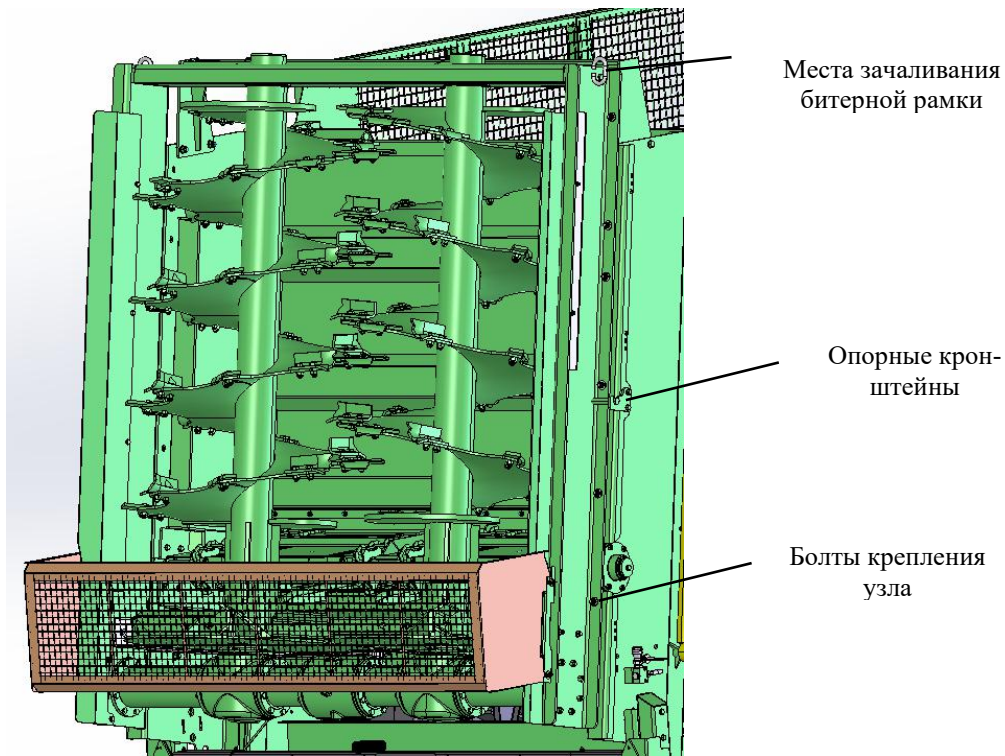 Места зачаливания
битерной рамки
Опорные крон-
штейны
Болты крепления
узла